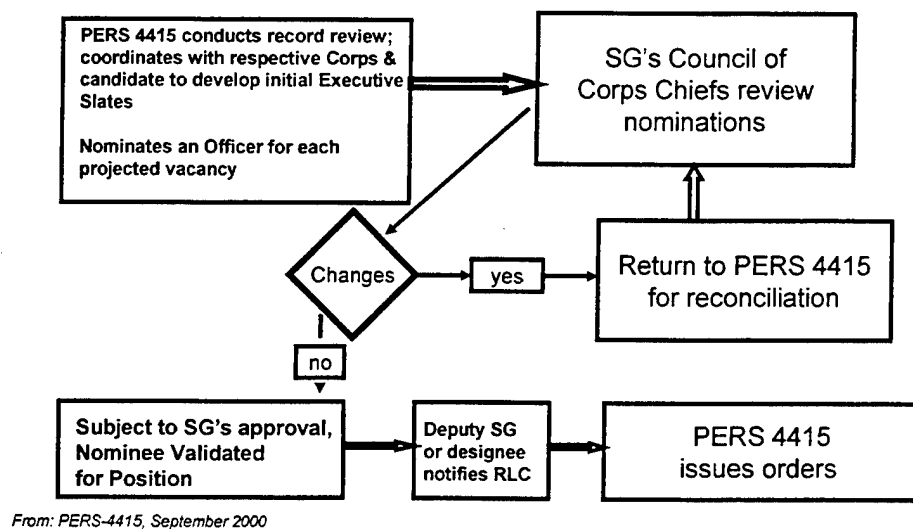 PERS 4415 conducts record review;
coordinates with respective Corps &
candidate to develop initial Executive
Slates
Nominates an Officer for each
projected vacancy
SG's Council of
Corps Chiefs review
nominations
Changes
yes
Return to PERS 4415
for reconciliation
no
Subject to SG's approval,
Nominee Validated
for Position
Deputy SG
or designee
notifies RLC
PERS 4415
issues orders
From: PERS-4415, September 2000